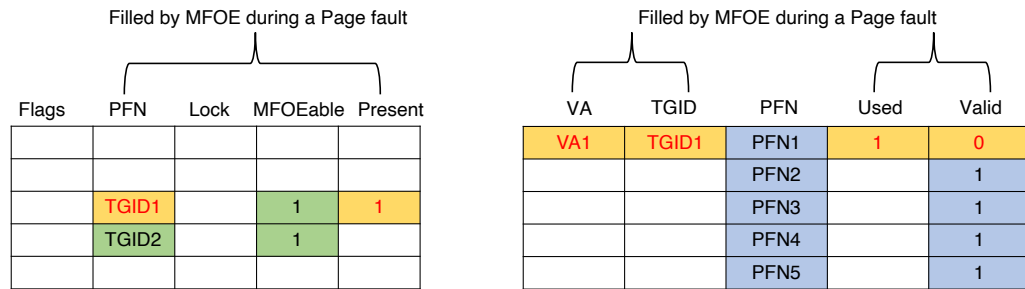 Filled by MFOE during a Page fault
Flags PFN Lock MFOEable Present
TGID1 1 1
TGID2 1
Filled by MFOE during a Page fault
VA TGID PFN Used Valid
VA1 TGID1 PFN1 1 0
PFN2 1
PFN3 1
PFN4 1
PFN5 1